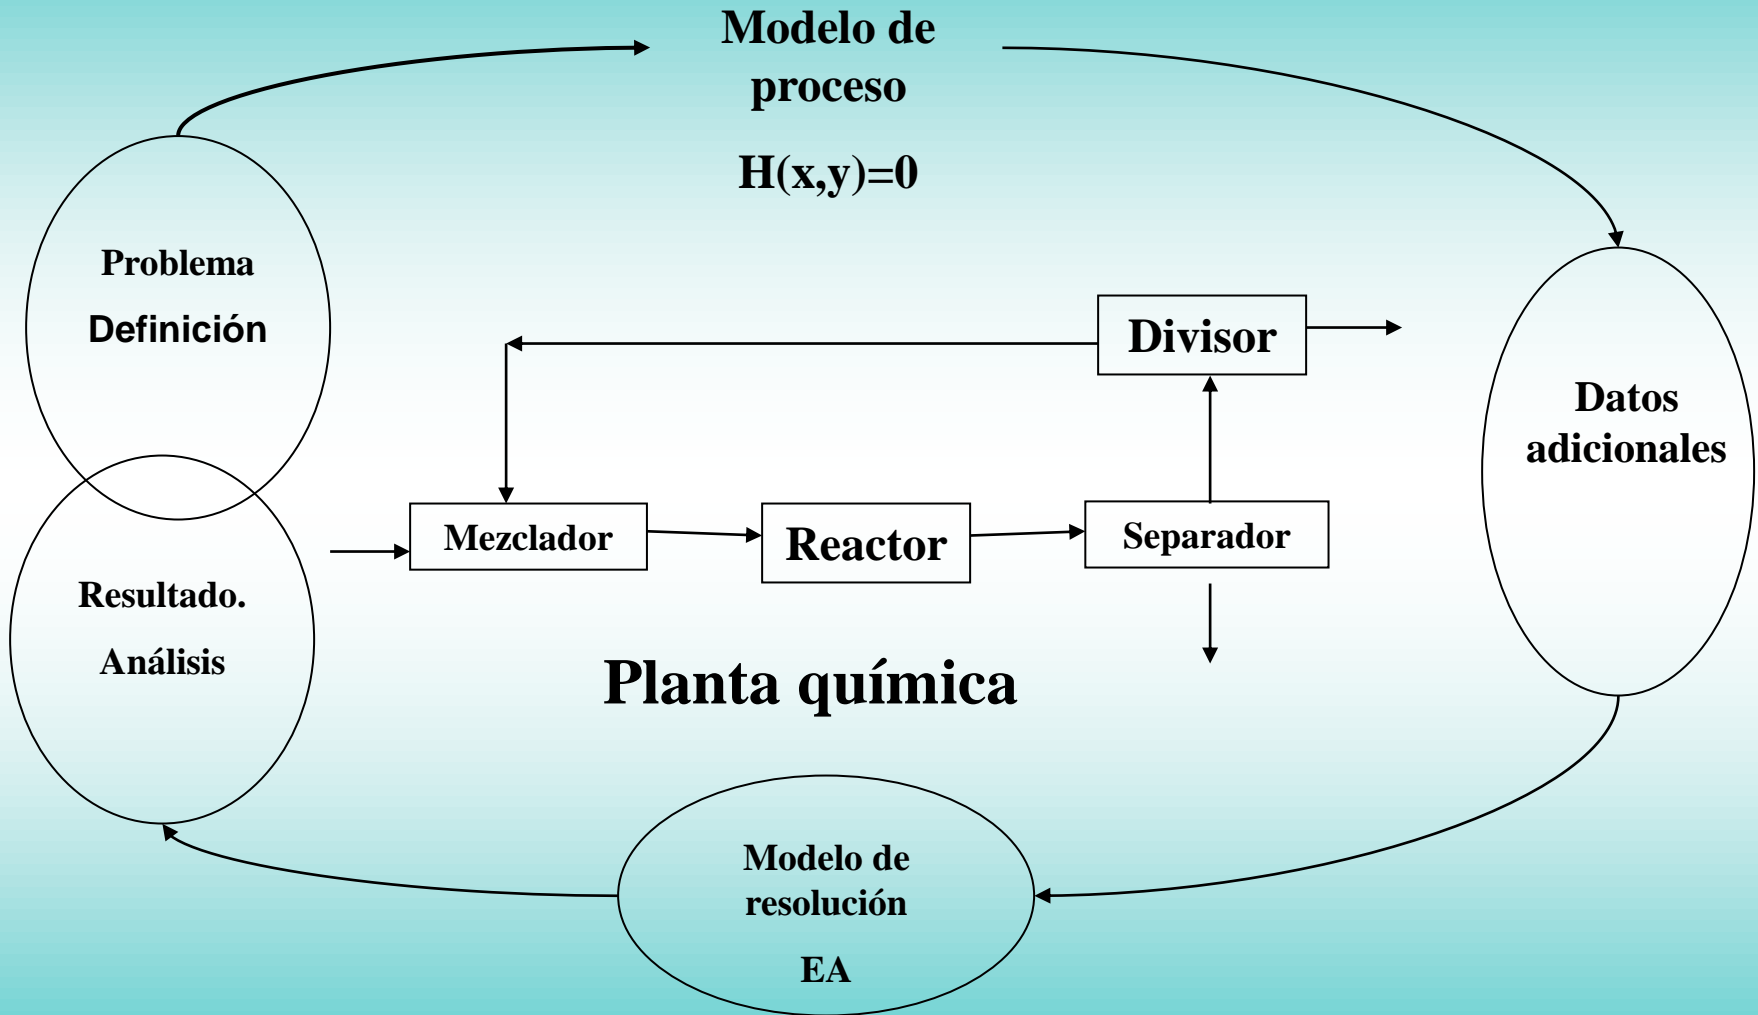 Modelo de
proceso
H(x,y)=0
Problema
Definición
Divisor
Datos
adicionales
Mezclador
Reactor
Separador
Resultado.
Análisis
Planta química
Modelo de
resolución
EA